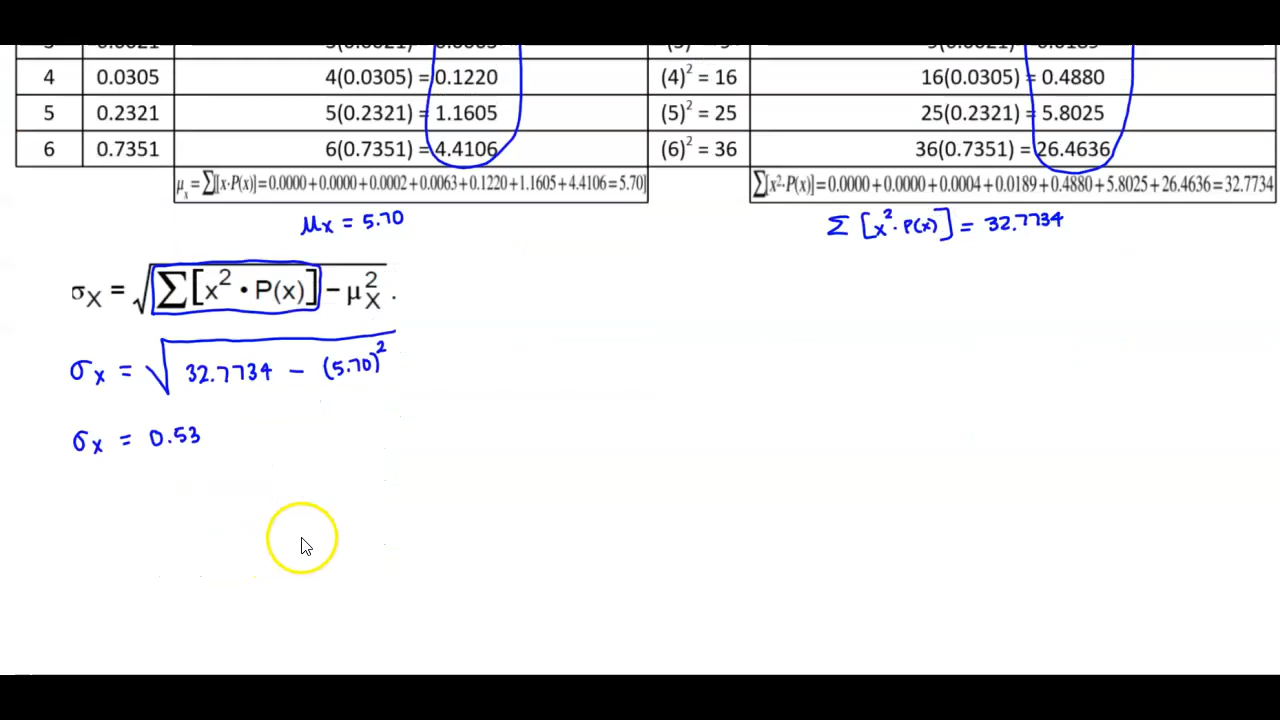 4 0.0305 4(0.0305) = 0.1220 (4)² = 16 16(0.0305) = 0.4880
5 0.2321 5(0.2321) = 1.1605 (5)² = 25 25(0.2321) = 5.8025
6 0.7351 6(0.7351) = 4.4106 (6)² = 36 36(0.7351) = 26.4636
μₓ = ∑[x·P(x)]=0.0000+0.0000+0.0002+0.0063+0.1220+1.1605+4.4106=5.70] ∑[x²·P(x)]=0.0000+0.0000+0.0004+0.0189+0.4880+5.8025+26.4636=32.7734
μx = 5.70 Σ [x²·P(x)] = 32.7734
σX = √∑[x² • P(x)] − μX² .
σx = √32.7734 − (5.70)²
σx = 0.53